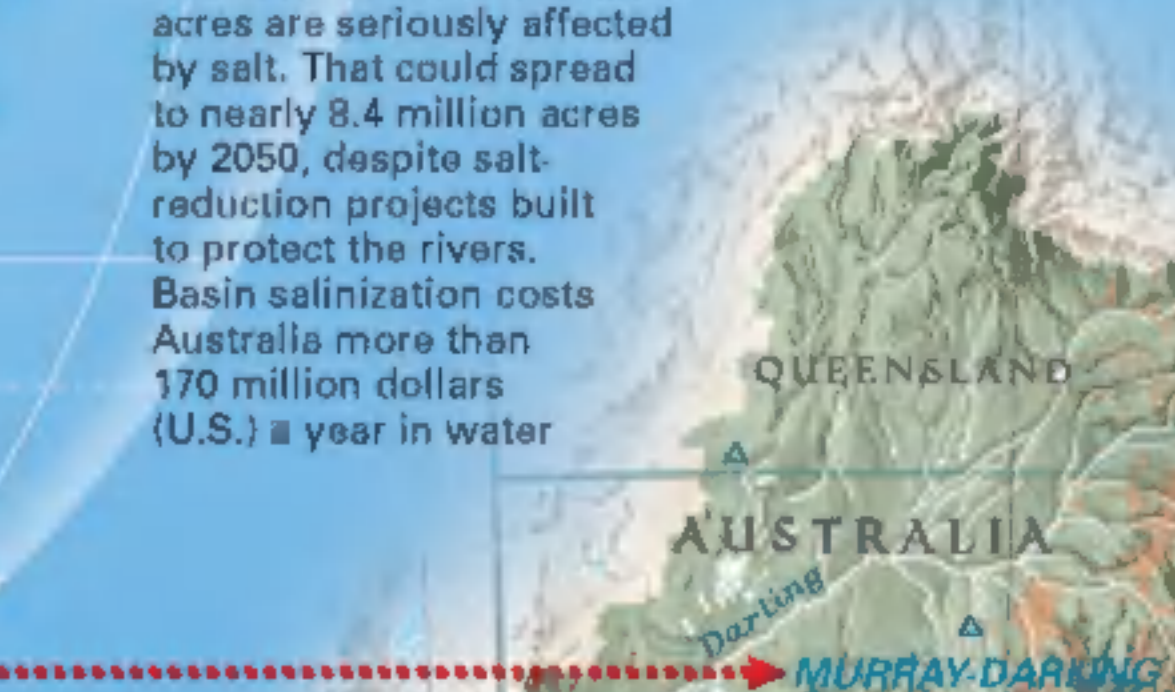 acres are seriously affected
by salt. That could spread
to nearly 8.4 million acres
by 2050, despite salt-
reduction projects built
to protect the rivers.
Basin salinization costs
Australia more than
170 million dollars
(U.S.) a year in water
QUEENSLAND
AUSTRALIA
Darling
MURRAY-DARLING